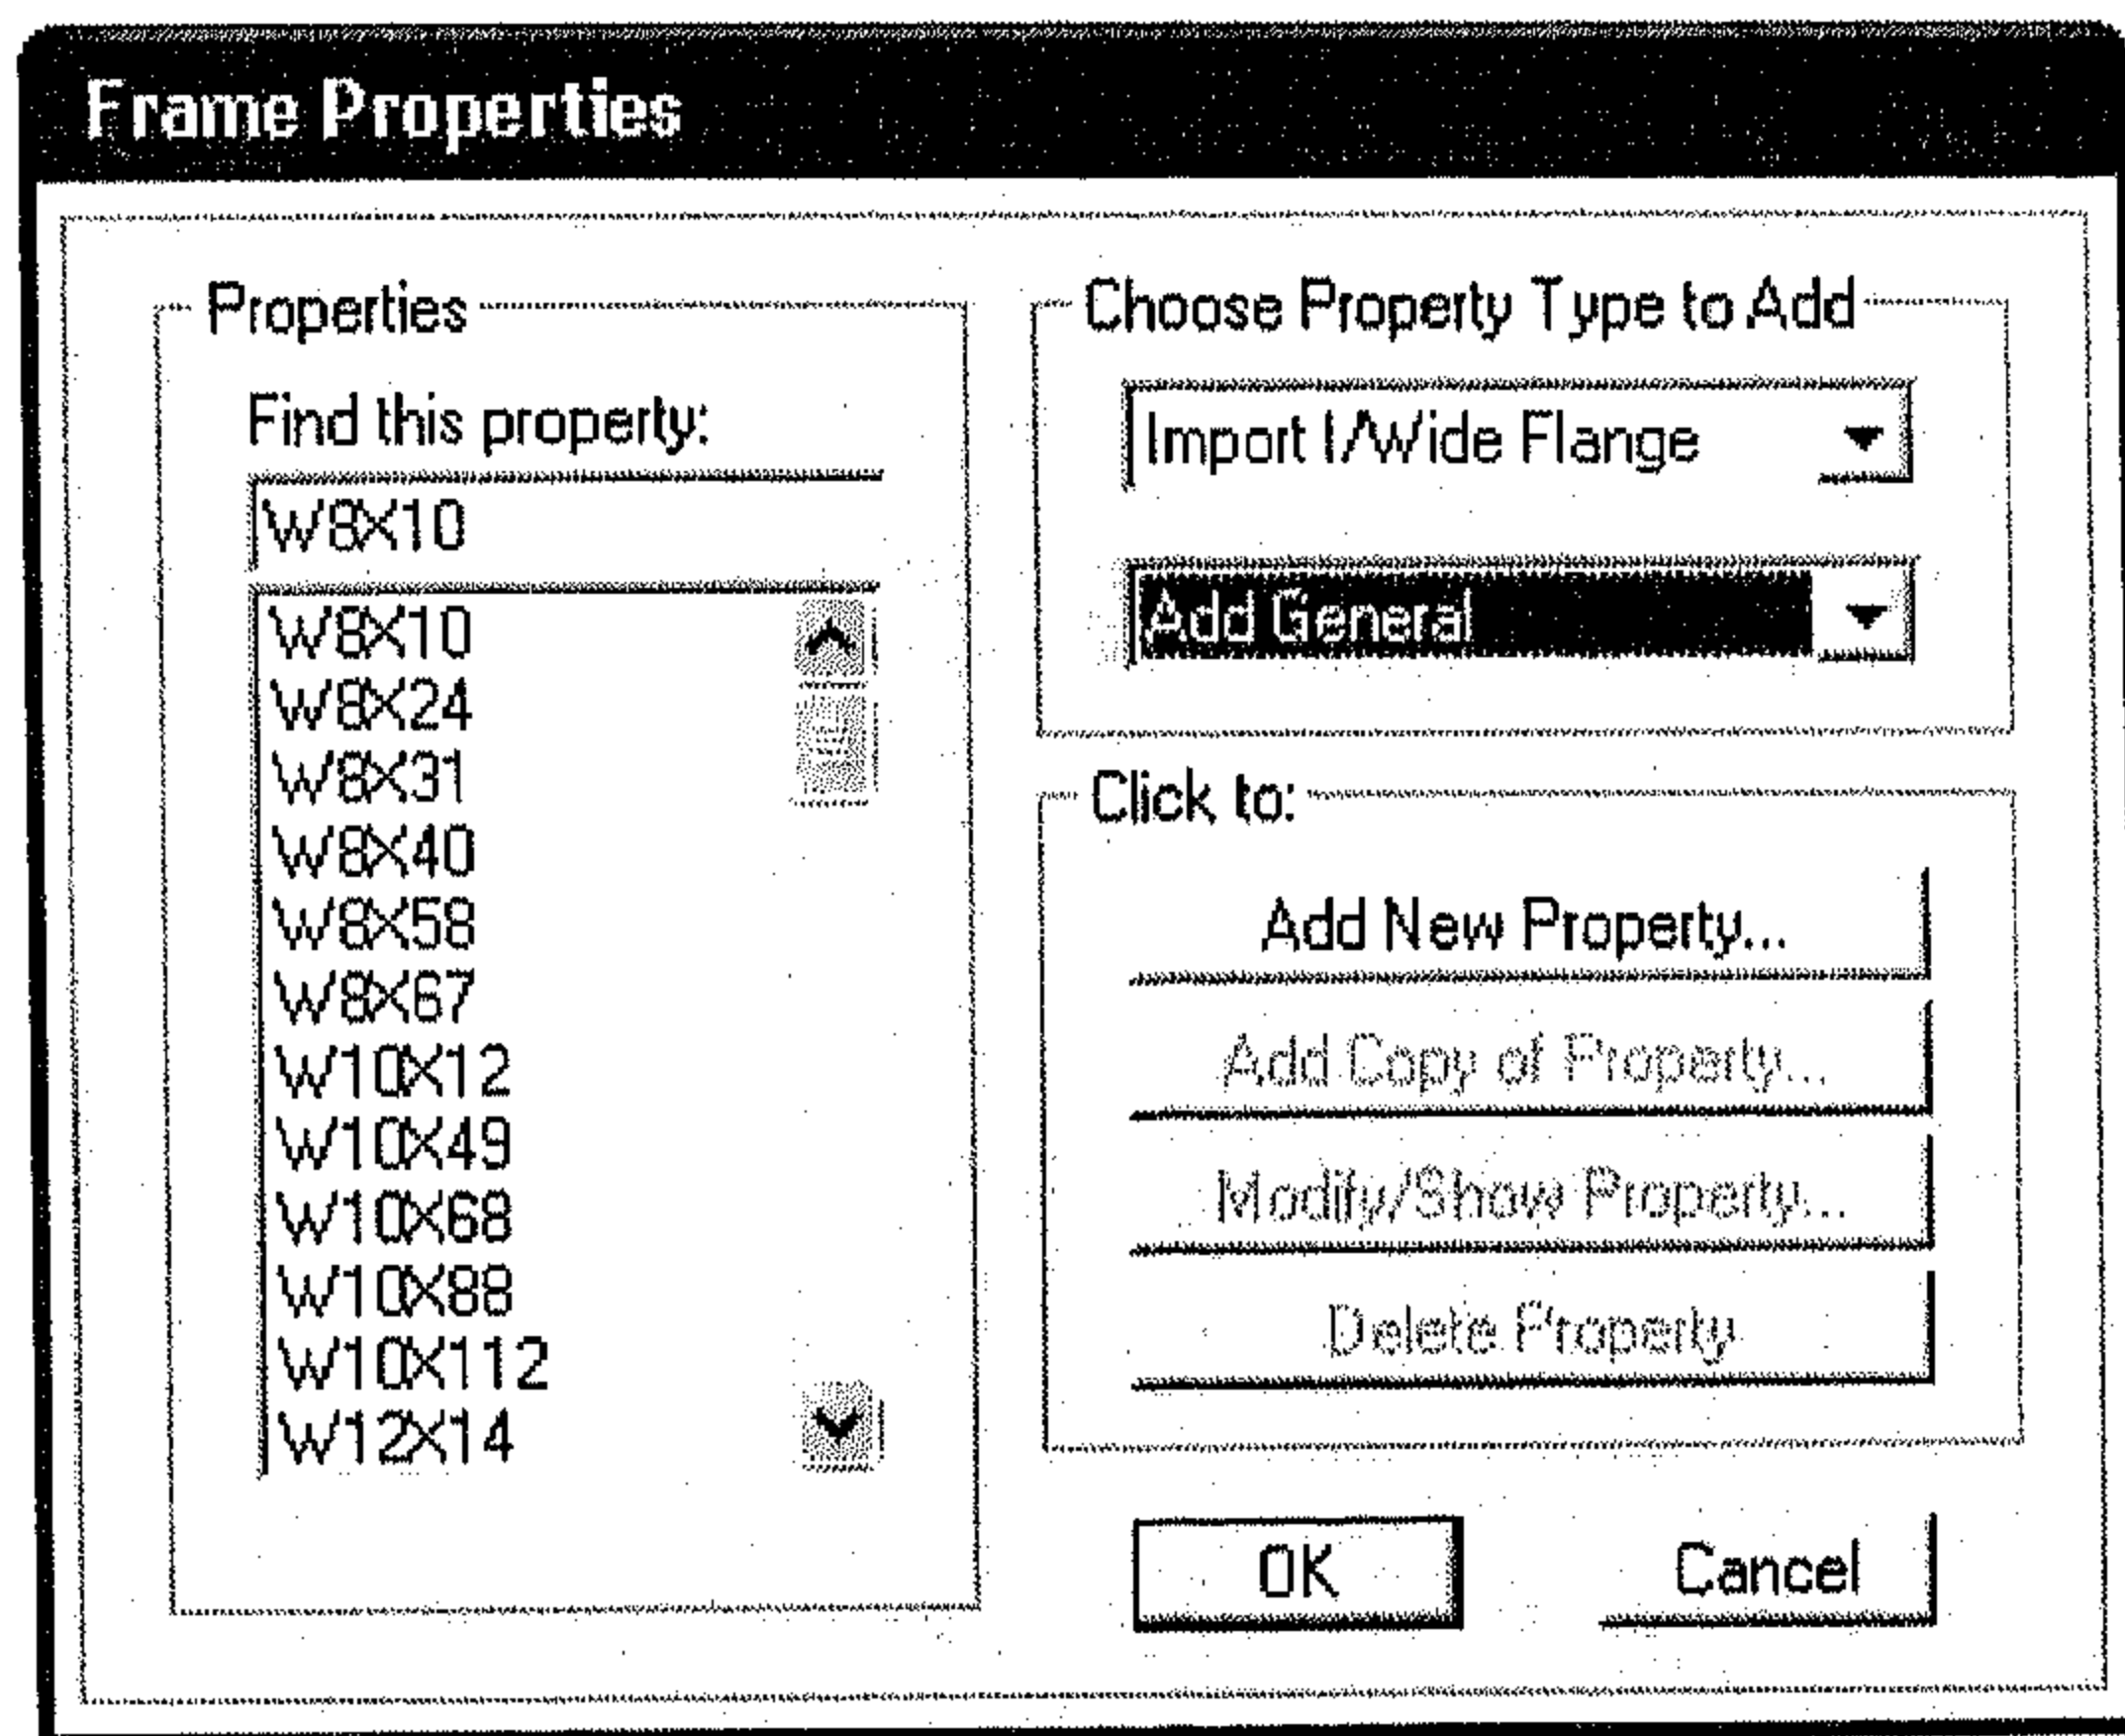 Frame Properties
Properties
Find this property:
W8X10
W8X10
W8X24
W8X31
W8X40
W8X58
W8X67
W10X12
W10X49
W10X68
W10X88
W10X112
W12X14
Choose Property Type to Add
Import I/Wide Flange
Add General
Click to:
Add New Property...
Add Copy of Property...
Modify/Show Property...
Delete Property
OK
Cancel